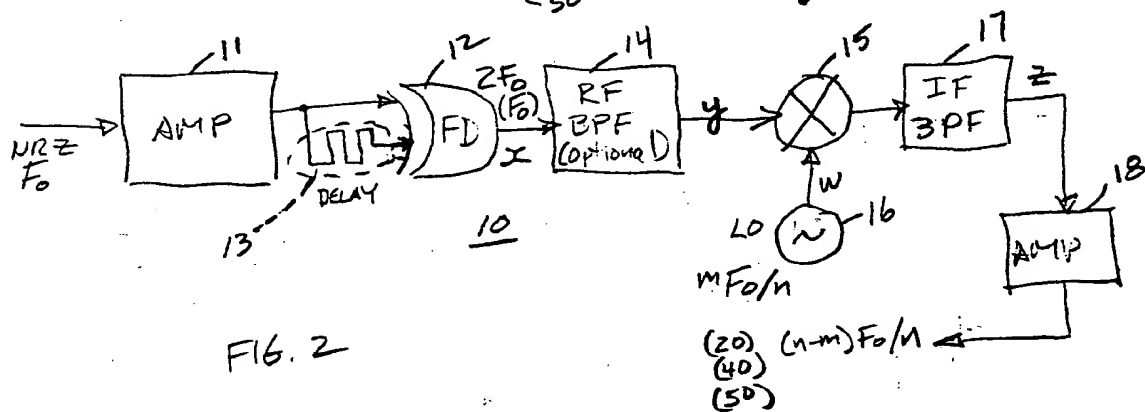 11
AMP
NRZ
F₀
12
FD
DELAY
13
2F₀
(F₀)
x
10
14
RF
BPF
(optional)
y
15
w
LO
16
mF₀/n
17
IF
BPF
z
18
AMP
FIG. 2
(20) (n-m)F₀/n
(40)
(50)